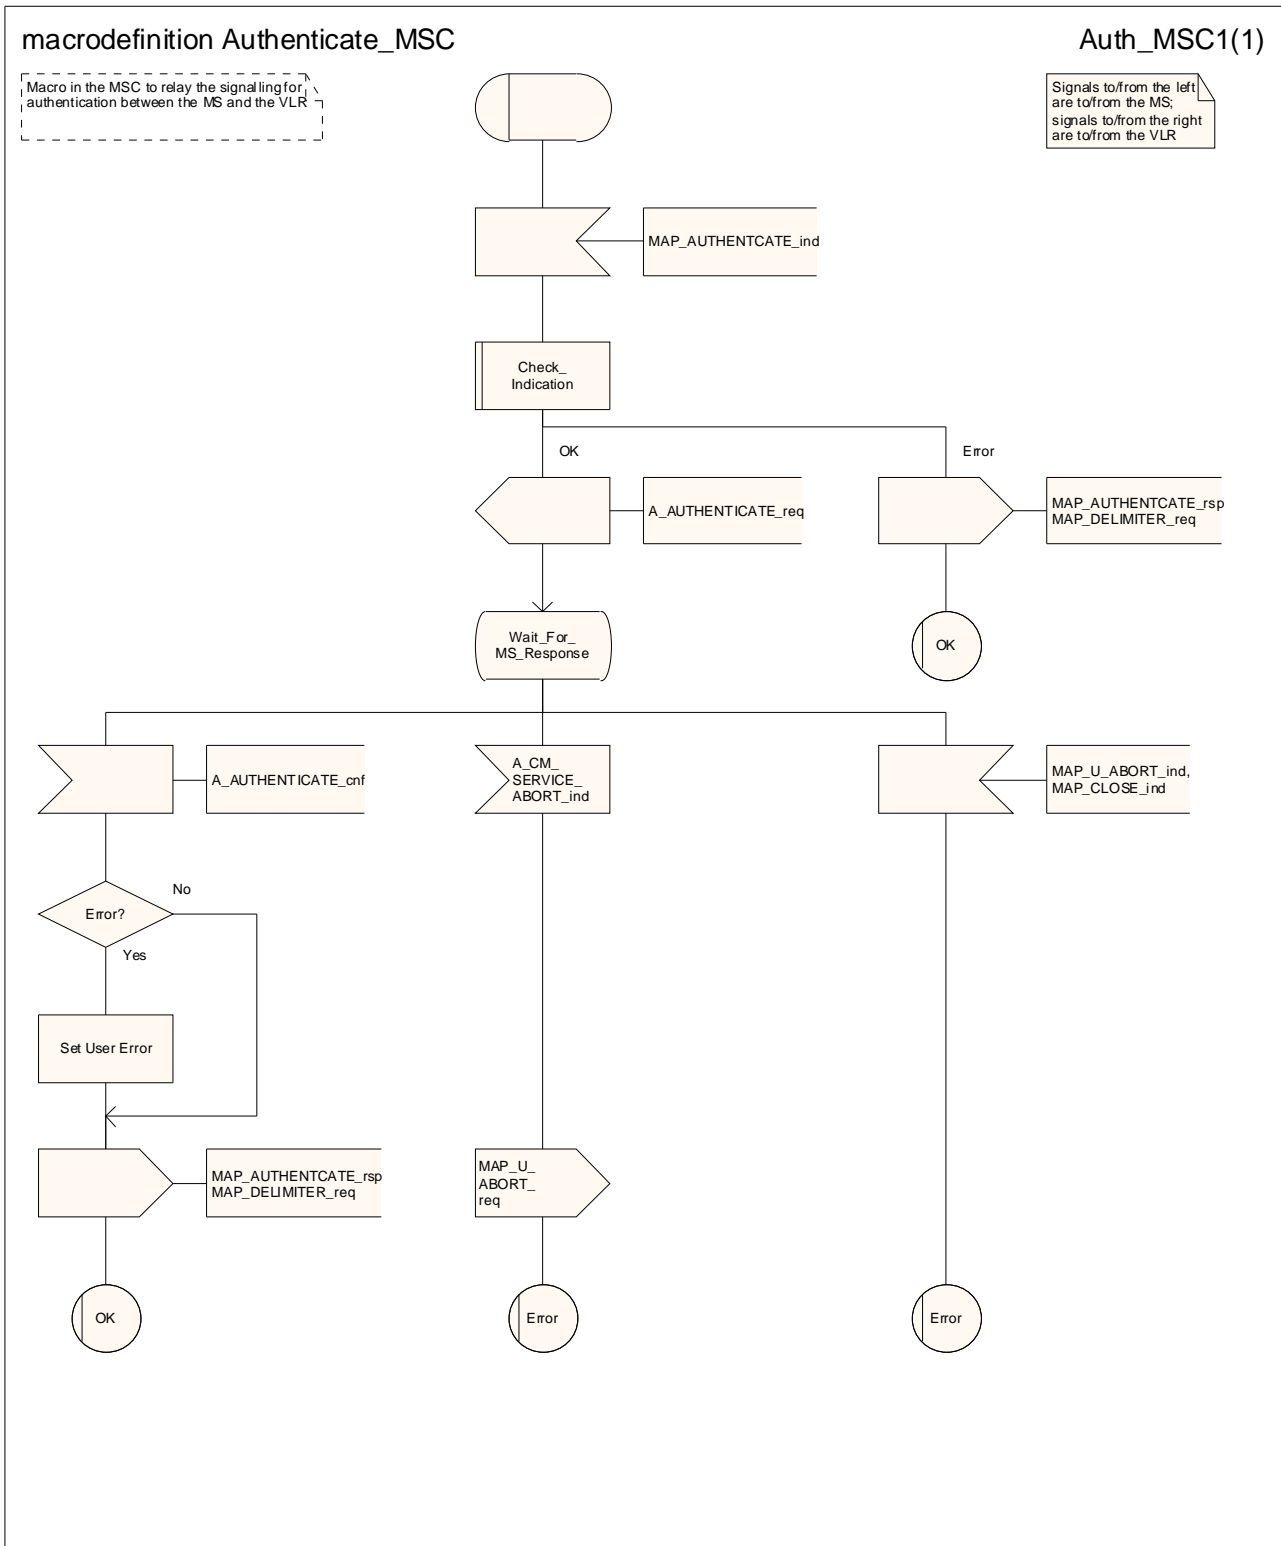 macrodefinition Authenticate_MSC
Auth_MSC1(1)
Macro in the MSC to relay the signalling for
authentication between the MS and the VLR
Signals to/from the left
are to/from the MS;
signals to/from the right
are to/from the VLR
MAP_AUTHENTCATE_ind
Check_
Indication
OK
Error
A_AUTHENTICATE_req
MAP_AUTHENTCATE_rsp
MAP_DELIMITER_req
Wait_For_
MS_Response
OK
A_AUTHENTICATE_cnf
A_CM_
SERVICE_
ABORT_ind
MAP_U_ABORT_ind,
MAP_CLOSE_ind
No
Error?
Yes
Set User Error
MAP_AUTHENTCATE_rsp
MAP_DELIMITER_req
MAP_U_
ABORT_
req
OK
Error
Error